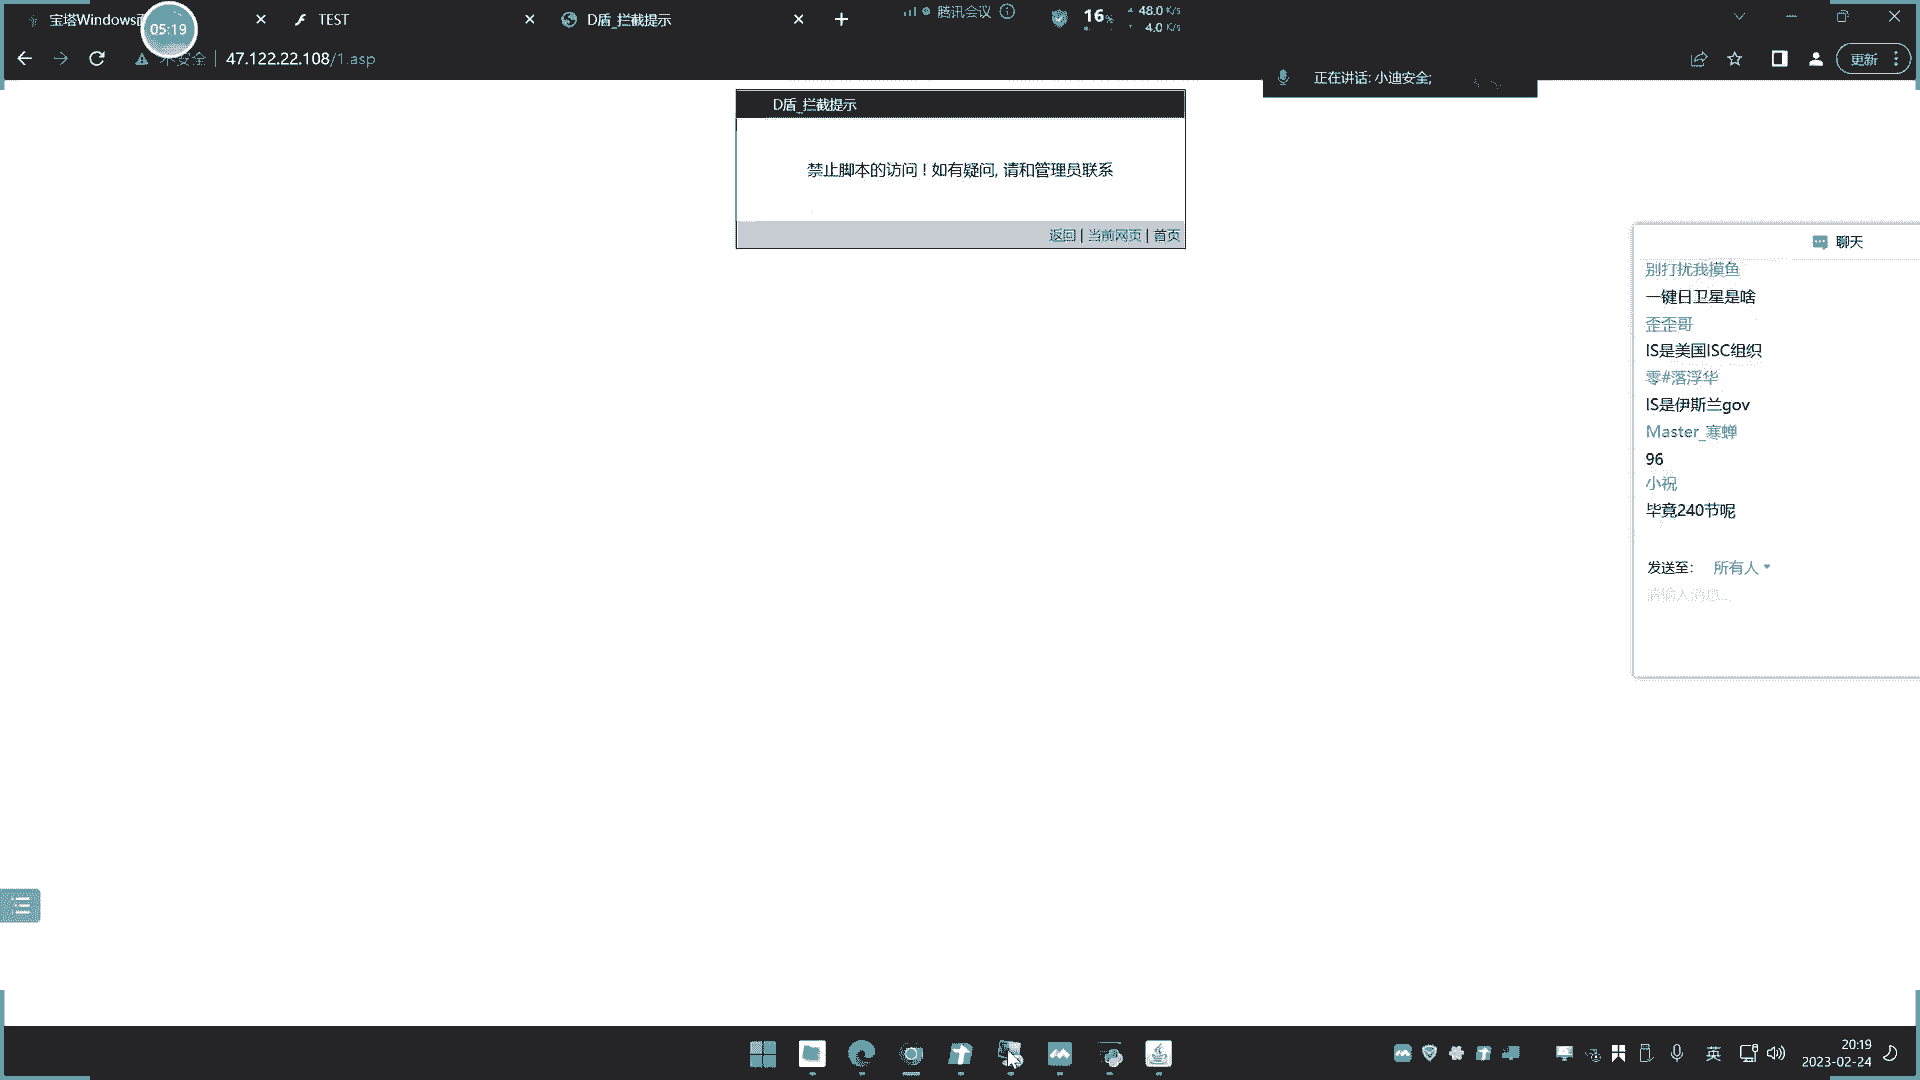 宝塔Windows面
05:19
TEST
D盾_拦截提示
腾讯会议
16%
48.0 K/s
4.0 K/s
不安全
47.122.22.108/1.asp
更新
正在讲话: 小迪安全;
D盾_拦截提示
禁止脚本的访问 ! 如有疑问, 请和管理员联系
返回 | 当前网页 | 首页
聊天
别打扰我摸鱼
一键日卫星是啥
歪歪哥
IS是美国ISC组织
零#落浮华
IS是伊斯兰gov
Master_寒蝉
96
小祝
毕竟240节呢
发送至:
所有人
请输入消息...
英
20:19
2023-02-24